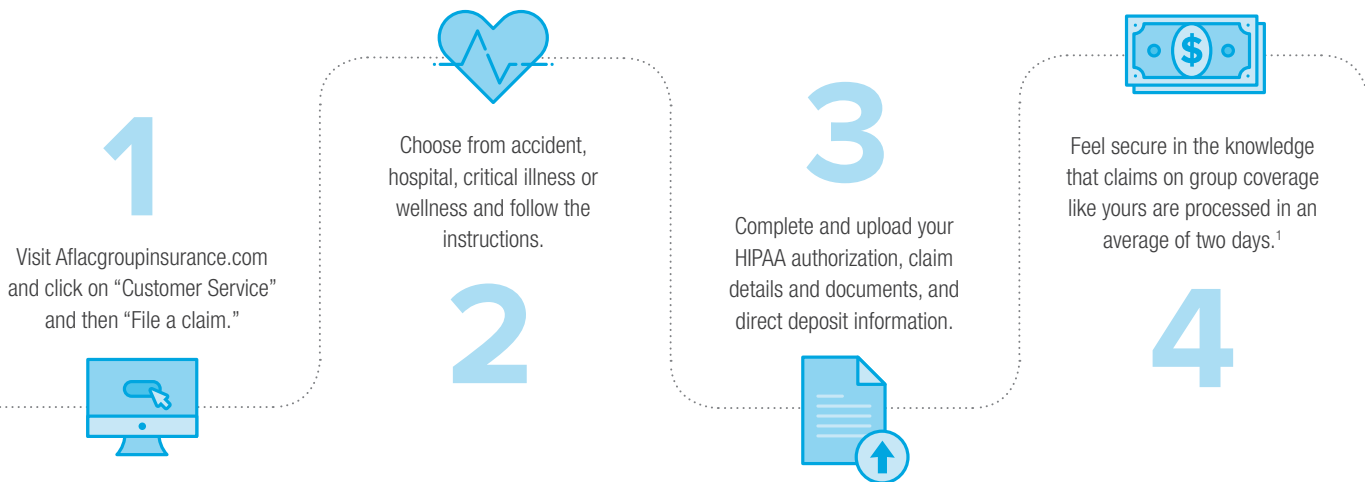 1
Visit Aflacgroupinsurance.com
and click on “Customer Service”
and then “File a claim.”
Choose from accident,
hospital, critical illness or
wellness and follow the
instructions.
2
3
Complete and upload your
HIPAA authorization, claim
details and documents, and
direct deposit information.
$
Feel secure in the knowledge
that claims on group coverage
like yours are processed in an
average of two days.¹
4